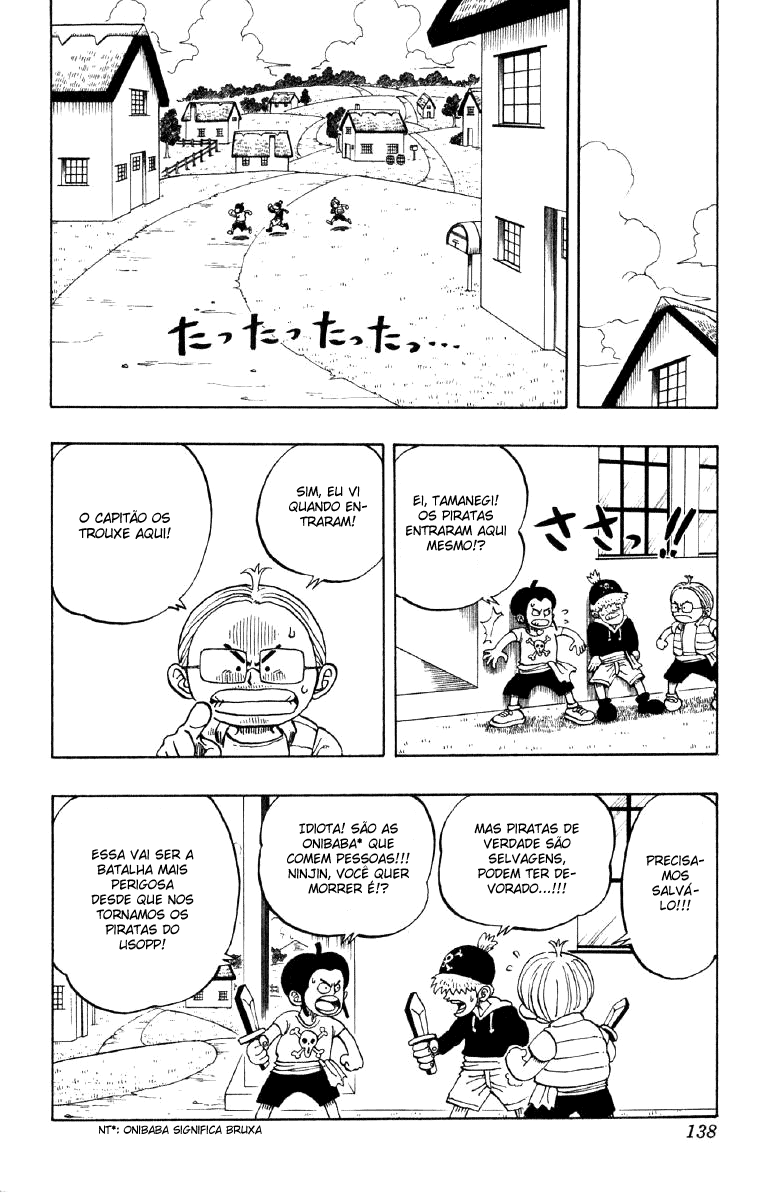 たったったったっ…
EI, TAMANEGI!
OS PIRATAS
ENTRARAM AQUI
MESMO!?
ささっ!!
SIM, EU VI
QUANDO EN-
TRARAM!
O CAPITÃO OS
TROUXE AQUI!
PRECISA-
MOS
SALVÁ-
LO!!!
MAS PIRATAS DE
VERDADE SÃO
SELVAGENS,
PODEM TER DE-
VORADO...!!!
IDIOTA! SÃO AS
ONIBABA* QUE
COMEM PESSOAS!!!
NINJIN, VOCÊ QUER
MORRER É!?
ESSA VAI SER A
BATALHA MAIS
PERIGOSA
DESDE QUE NOS
TORNAMOS OS
PIRATAS DO
USOPP!
NT*: ONIBABA SIGNIFICA BRUXA
138